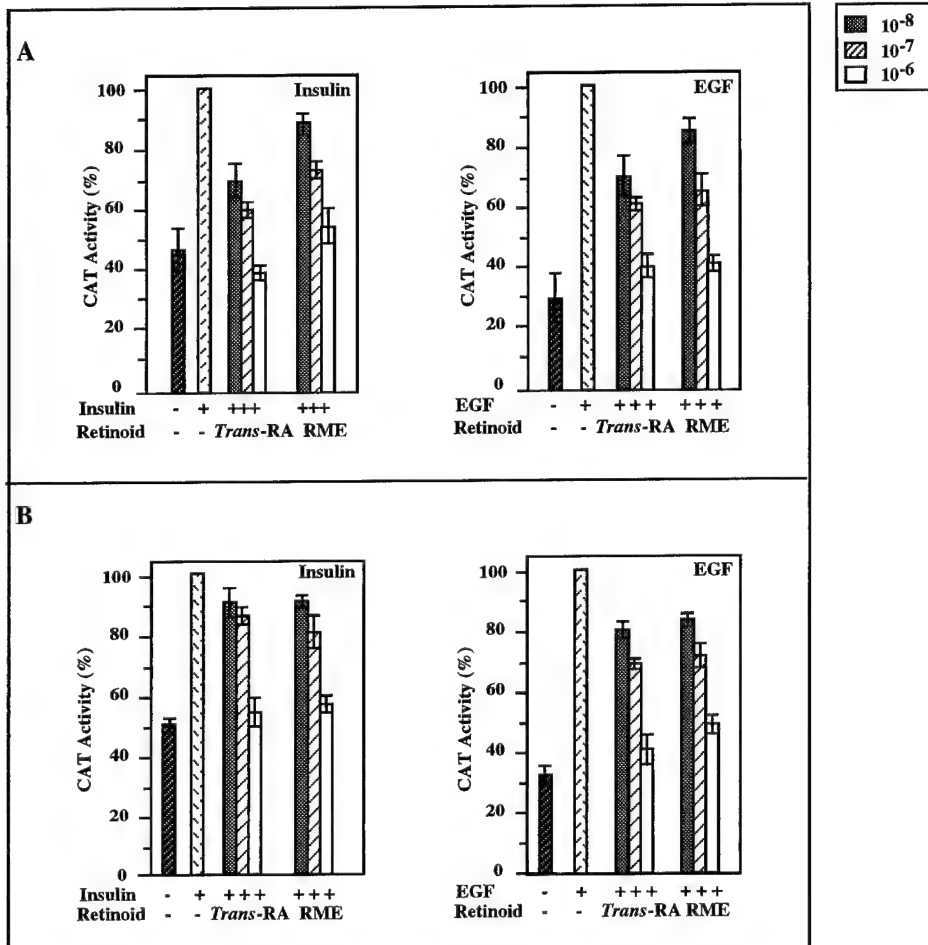 10-8
10-7
10-6
A
Insulin
CAT Activity (%)
100
80
60
40
20
0
Insulin - + +++ +++
Retinoid - - Trans-RA RME
EGF
CAT Activity (%)
100
80
60
40
20
0
EGF - + + + + + + +
Retinoid - - Trans-RA RME
B
Insulin
CAT Activity (%)
100
80
60
40
20
0
Insulin - + + + + + + +
Retinoid - - Trans-RA RME
EGF
CAT Activity (%)
100
80
60
40
20
0
EGF - + + + + + + +
Retinoid - - Trans-RA RME